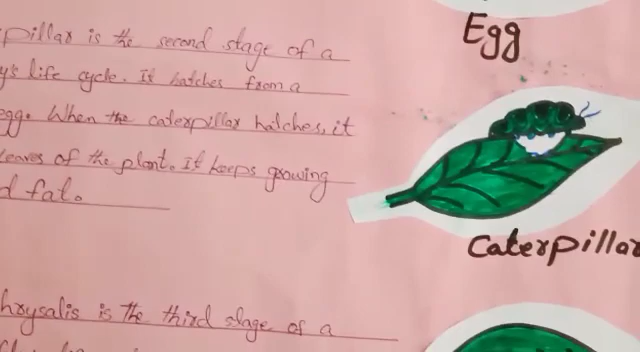 Egg
pillar is the second stage of a
y's life cycle. It hatches from a
egg. When the caterpillar hatches, it
leaves of the plant. It keeps growing
d fat.
Caterpillar
hrysalis is the third stage of a